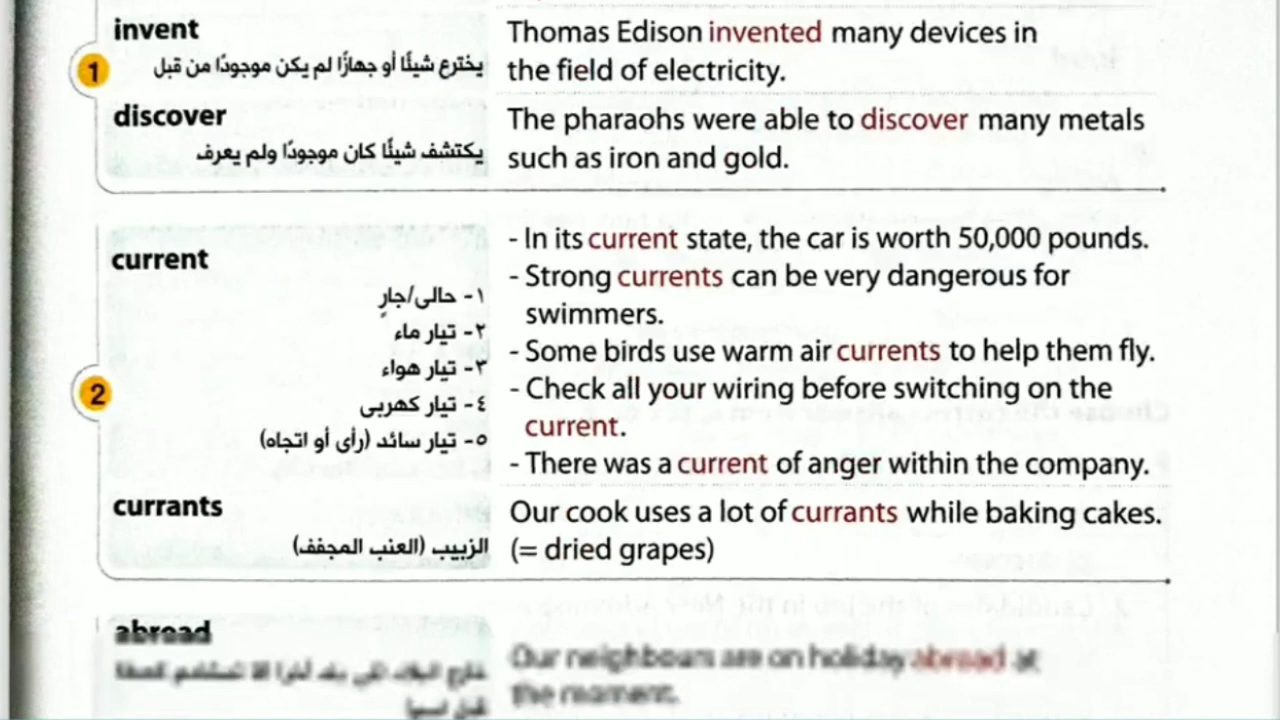 invent
Thomas Edison invented many devices in
1
يخترع شيئًا أو جهازًا لم يكن موجودًا من قبل
the field of electricity.
discover
The pharaohs were able to discover many metals
يكتشف شيئًا كان موجودًا ولم يعرف
such as iron and gold.
current
١- حالى/جارٍ
٢- تيار ماء
٣- تيار هواء
٤- تيار كهربى
٥- تيار سائد (رأى أو اتجاه)
2
- In its current state, the car is worth 50,000 pounds.
- Strong currents can be very dangerous for
swimmers.
- Some birds use warm air currents to help them fly.
- Check all your wiring before switching on the
current.
- There was a current of anger within the company.
currants
الزبيب (العنب المجفف)
Our cook uses a lot of currants while baking cakes.
(= dried grapes)
abroad
Our neighbours are on holiday abroad at
the moment.